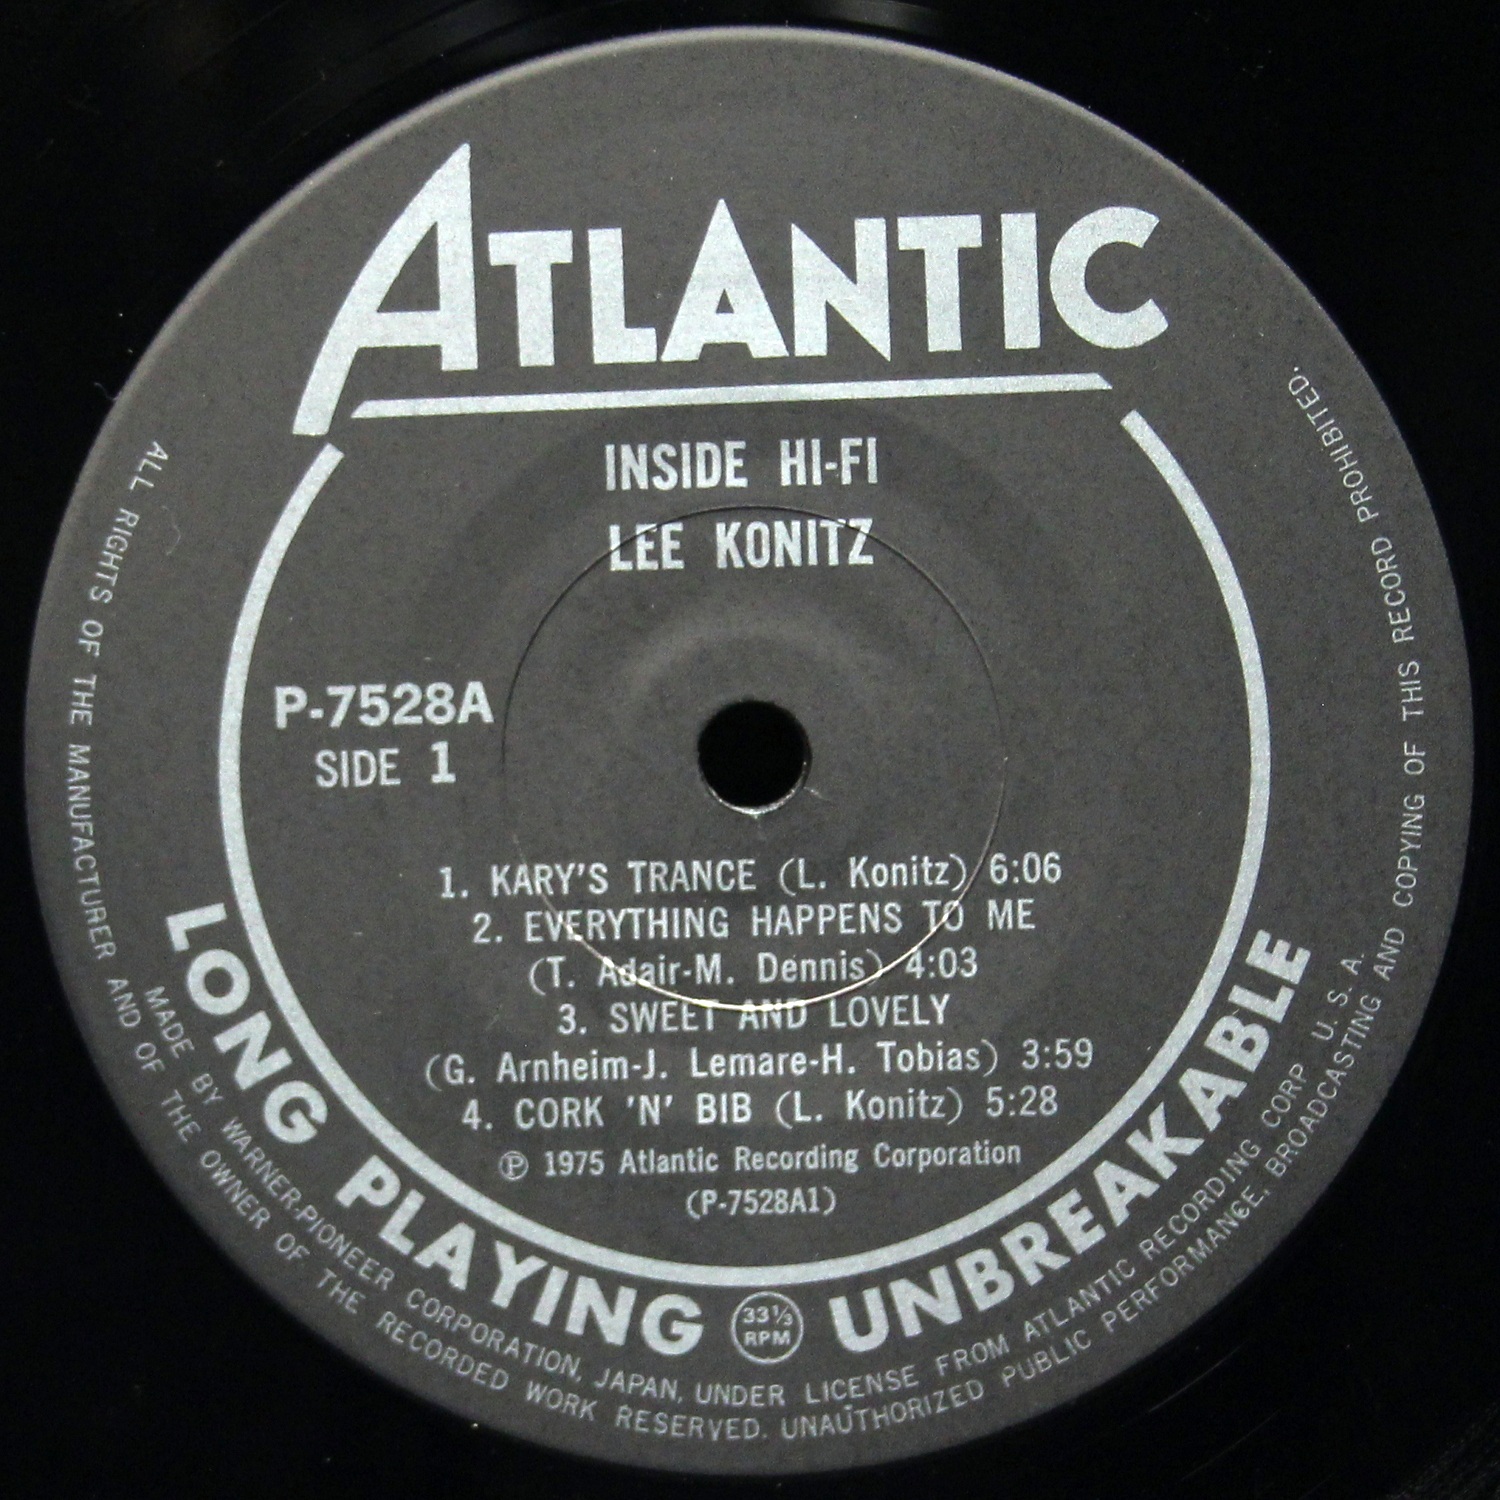 ATLANTIC
INSIDE HI-FI
LEE KONITZ
P-7528A
SIDE 1
1. KARY'S TRANCE (L. Konitz) 6:06
2. EVERYTHING HAPPENS TO ME
(T. Adair-M. Dennis) 4:03
3. SWEET AND LOVELY
(G. Arnheim-J. Lemare-H. Tobias) 3:59
4. CORK 'N' BIB (L. Konitz) 5:28
Ⓟ 1975 Atlantic Recording Corporation
(P-7528A1)
LONG PLAYING 33⅓ RPM UNBREAKABLE
MADE BY WARNER-PIONEER CORPORATION, JAPAN, UNDER LICENSE FROM ATLANTIC RECORDING CORP U. S. A.
ALL RIGHTS OF THE MANUFACTURER AND OF THE OWNER OF THE RECORDED WORK RESERVED. UNAUTHORIZED PUBLIC PERFORMANCE, BROADCASTING AND COPYING OF THIS RECORD PROHIBITED.